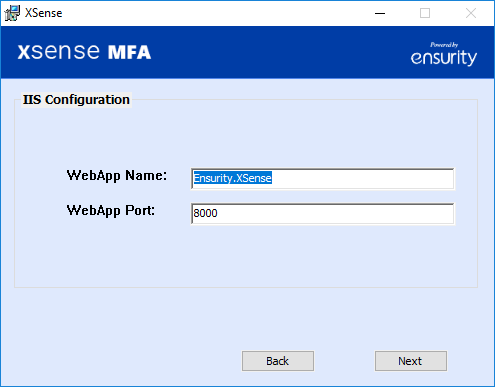 XSense
xsense MFA
Powered by
ensurity
IIS Configuration
WebApp Name: Ensurity.XSense
WebApp Port: 8000
Back Next